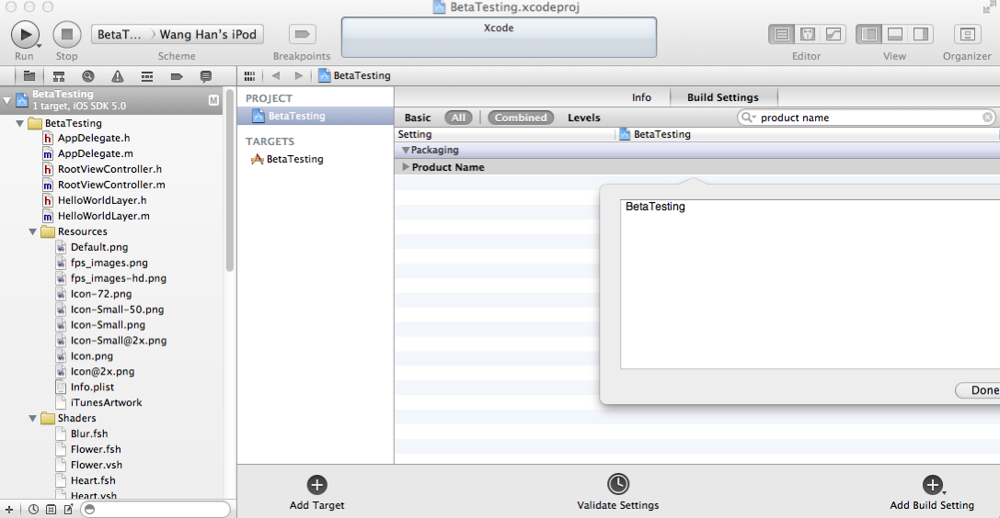 BetaTesting.xcodeproj
BetaT... Wang Han's iPod
Xcode
Run Stop Scheme Breakpoints Editor View Organizer
BetaTesting
BetaTesting
1 target, iOS SDK 5.0
M
BetaTesting
h AppDelegate.h
m AppDelegate.m
h RootViewController.h
m RootViewController.m
h HelloWorldLayer.h
m HelloWorldLayer.m
Resources
Default.png
fps_images.png
fps_images-hd.png
Icon-72.png
Icon-Small-50.png
Icon-Small.png
Icon-Small@2x.png
Icon.png
Icon@2x.png
Info.plist
iTunesArtwork
Shaders
Blur.fsh
Flower.fsh
Flower.vsh
Heart.fsh
Heart.vsh
PROJECT
BetaTesting
TARGETS
BetaTesting
Info Build Settings
Basic All Combined Levels
product name
Setting BetaTesting
Packaging
Product Name
BetaTesting
Done
Add Target Validate Settings Add Build Setting